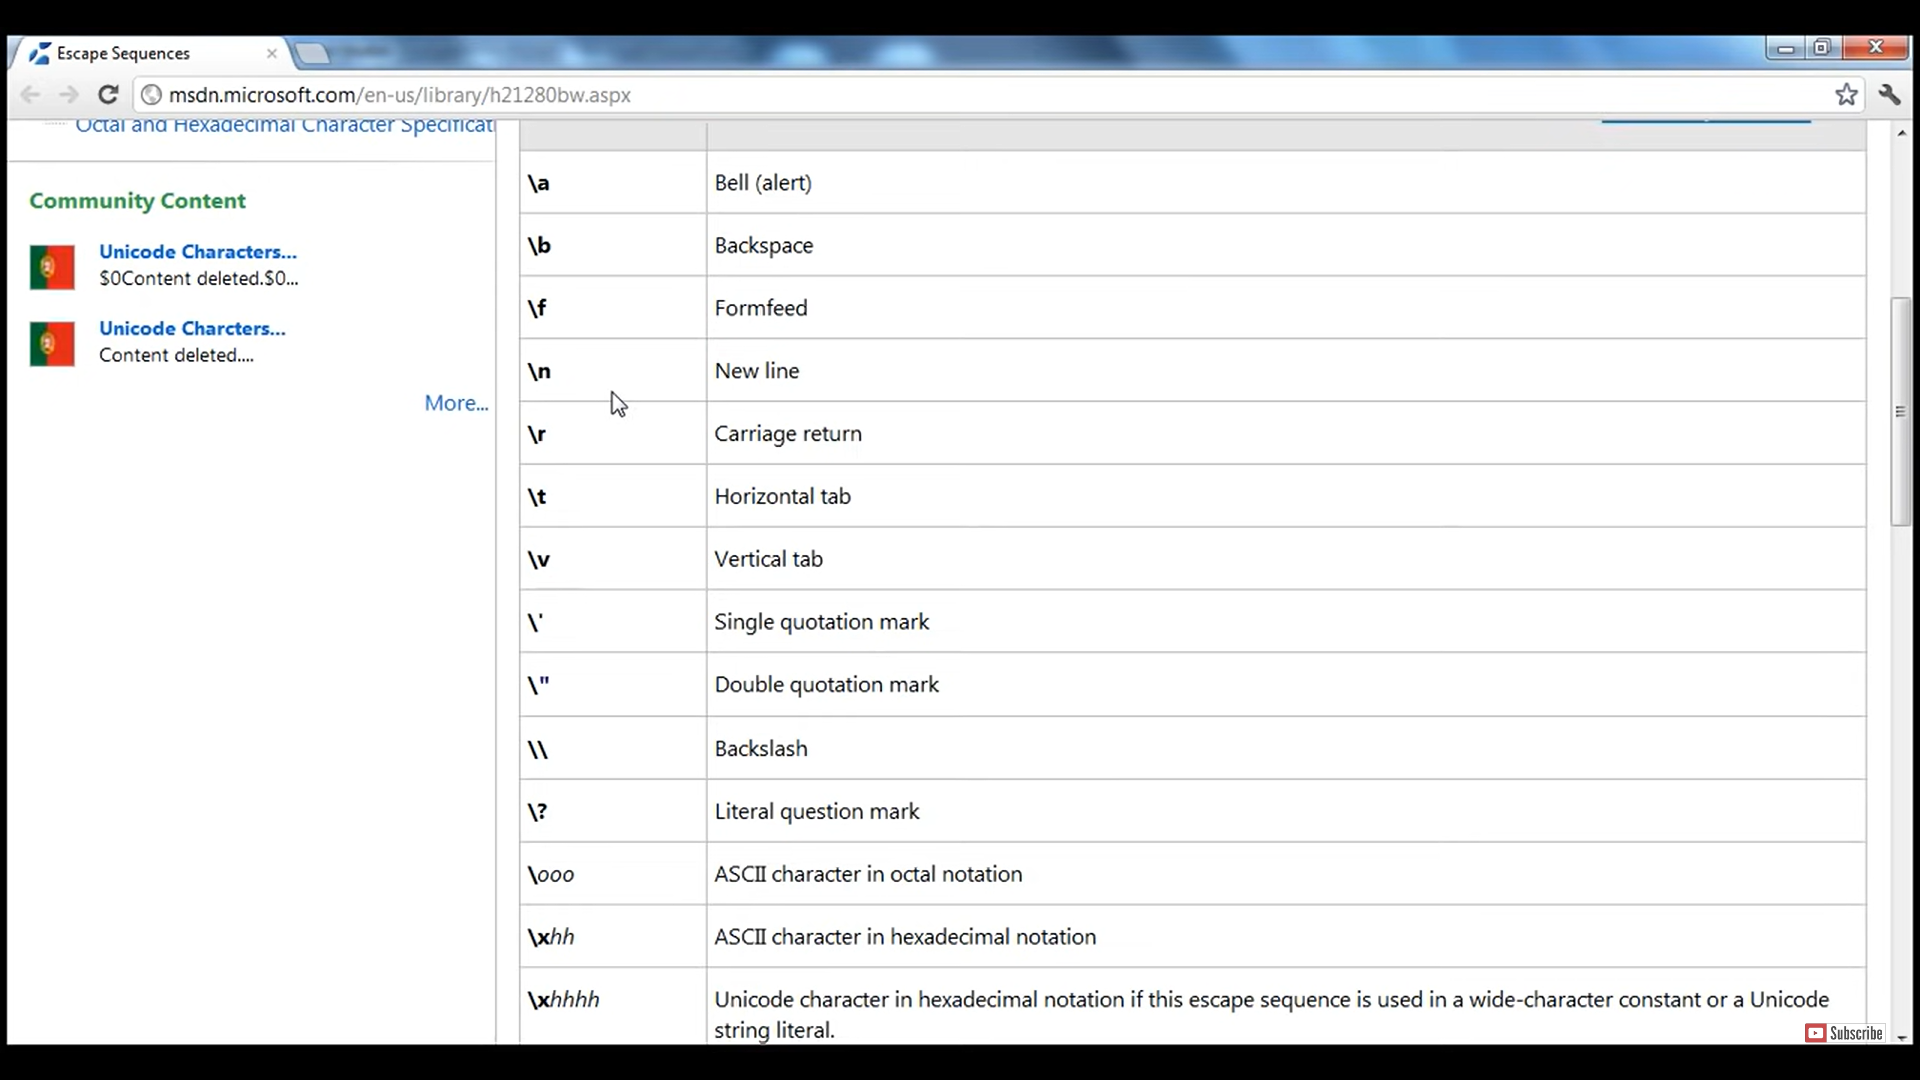 Escape Sequences
msdn.microsoft.com/en-us/library/h21280bw.aspx
Octal and Hexadecimal Character Specificati
Community Content
Unicode Characters...
$0Content deleted.$0...
Unicode Charcters...
Content deleted....
More...
\a Bell (alert)
\b Backspace
\f Formfeed
\n New line
\r Carriage return
\t Horizontal tab
\v Vertical tab
\' Single quotation mark
\" Double quotation mark
\\ Backslash
\? Literal question mark
\ooo ASCII character in octal notation
\xhh ASCII character in hexadecimal notation
\xhhhh Unicode character in hexadecimal notation if this escape sequence is used in a wide-character constant or a Unicode
string literal.
Subscribe